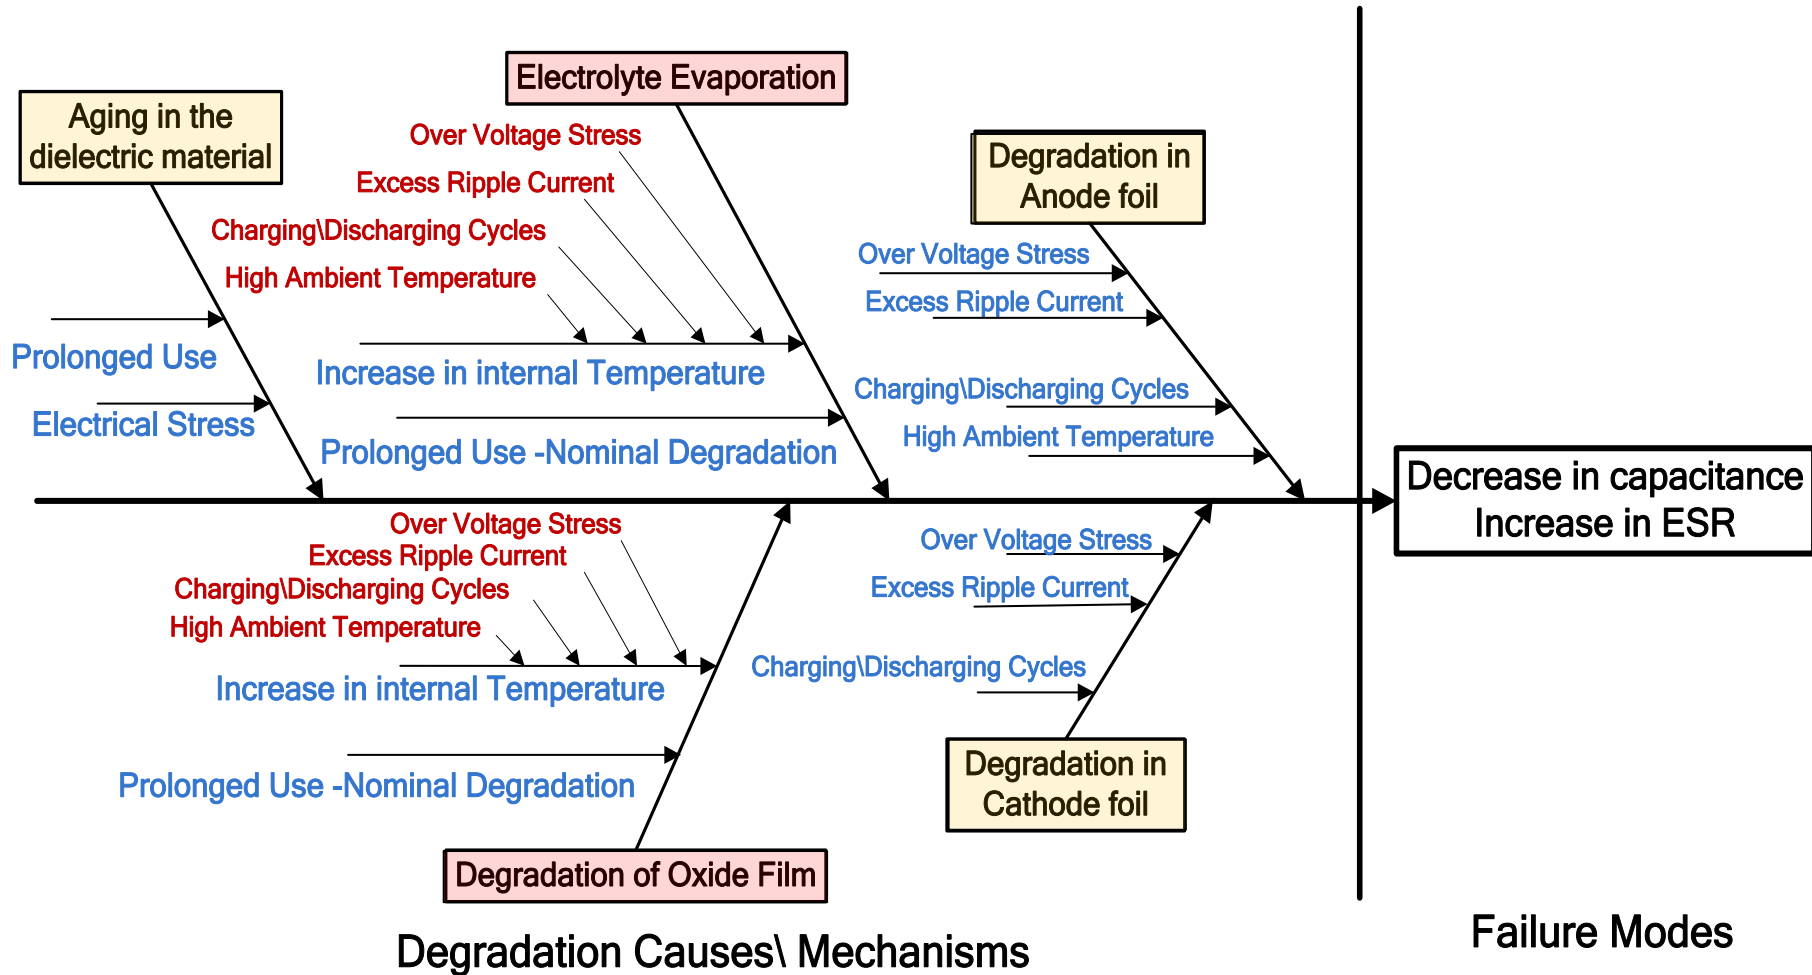 Electrolyte Evaporation
Aging in the
dielectric material
Over Voltage Stress
Excess Ripple Current
Charging\Discharging Cycles
High Ambient Temperature
Prolonged Use
Electrical Stress
Increase in internal Temperature
Prolonged Use -Nominal Degradation
Degradation in
Anode foil
Over Voltage Stress
Excess Ripple Current
Charging\Discharging Cycles
High Ambient Temperature
Decrease in capacitance
Increase in ESR
Over Voltage Stress
Excess Ripple Current
Charging\Discharging Cycles
High Ambient Temperature
Increase in internal Temperature
Prolonged Use -Nominal Degradation
Degradation of Oxide Film
Over Voltage Stress
Excess Ripple Current
Charging\Discharging Cycles
Degradation in
Cathode foil
Degradation Causes\ Mechanisms
Failure Modes